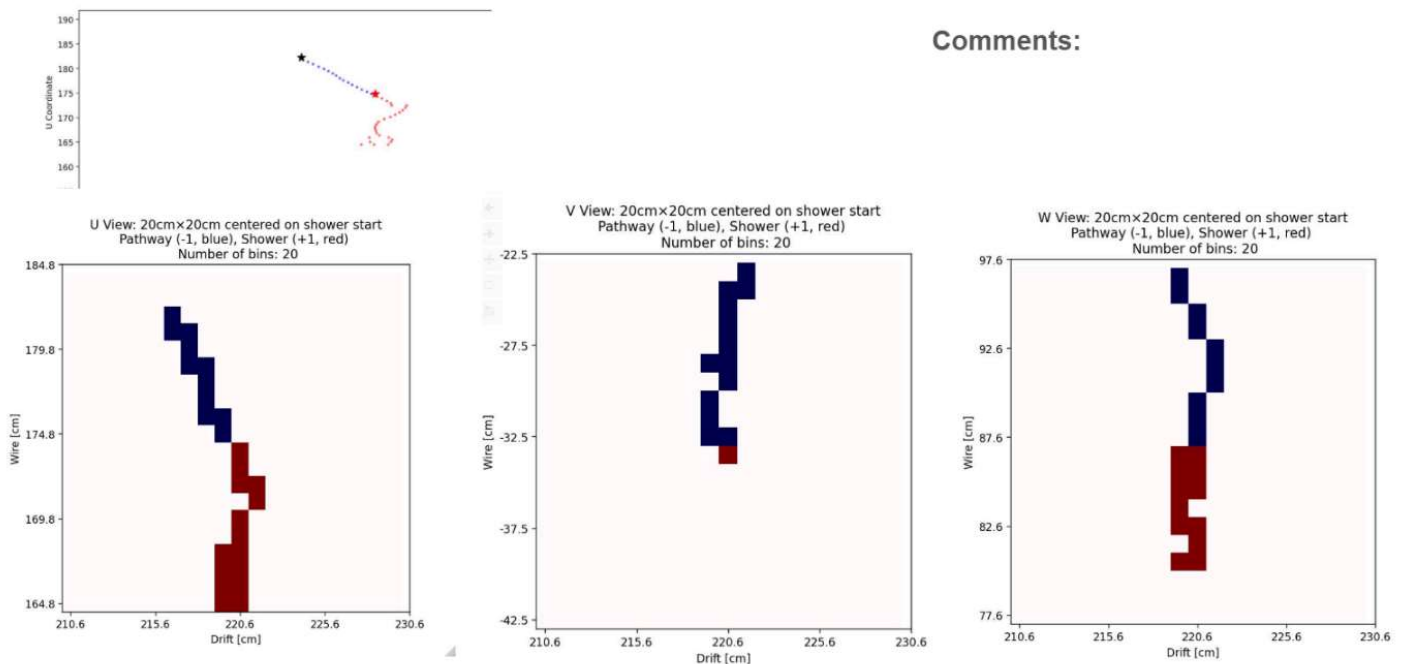 Comments:
190
185
180
175
170
165
160
U Coordinate
U View: 20cm×20cm centered on shower start
Pathway (-1, blue), Shower (+1, red)
Number of bins: 20
184.8
179.8
174.8
169.8
164.8
Wire [cm]
210.6 215.6 220.6 225.6 230.6
Drift [cm]
V View: 20cm×20cm centered on shower start
Pathway (-1, blue), Shower (+1, red)
Number of bins: 20
-22.5
-27.5
-32.5
-37.5
-42.5
Wire [cm]
210.6 215.6 220.6 225.6 230.6
Drift [cm]
W View: 20cm×20cm centered on shower start
Pathway (-1, blue), Shower (+1, red)
Number of bins: 20
97.6
92.6
87.6
82.6
77.6
Wire [cm]
210.6 215.6 220.6 225.6 230.6
Drift [cm]